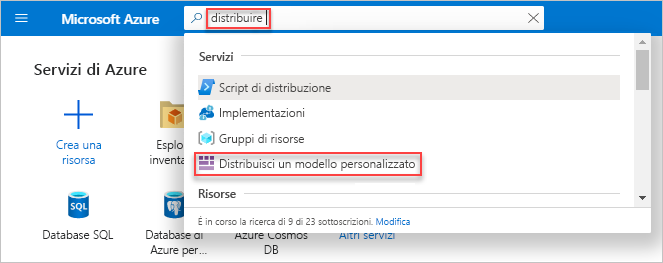 Microsoft Azure
distribuire
Servizi di Azure
Servizi
Script di distribuzione
Implementazioni
Gruppi di risorse
Distribuisci un modello personalizzato
Risorse
È in corso la ricerca di 9 di 23 sottoscrizioni. Modifica
Crea una
risorsa
Esplo
inventa
Database SQL
Database di
Azure per...
Azure Cosmos
DB
Altri servizi